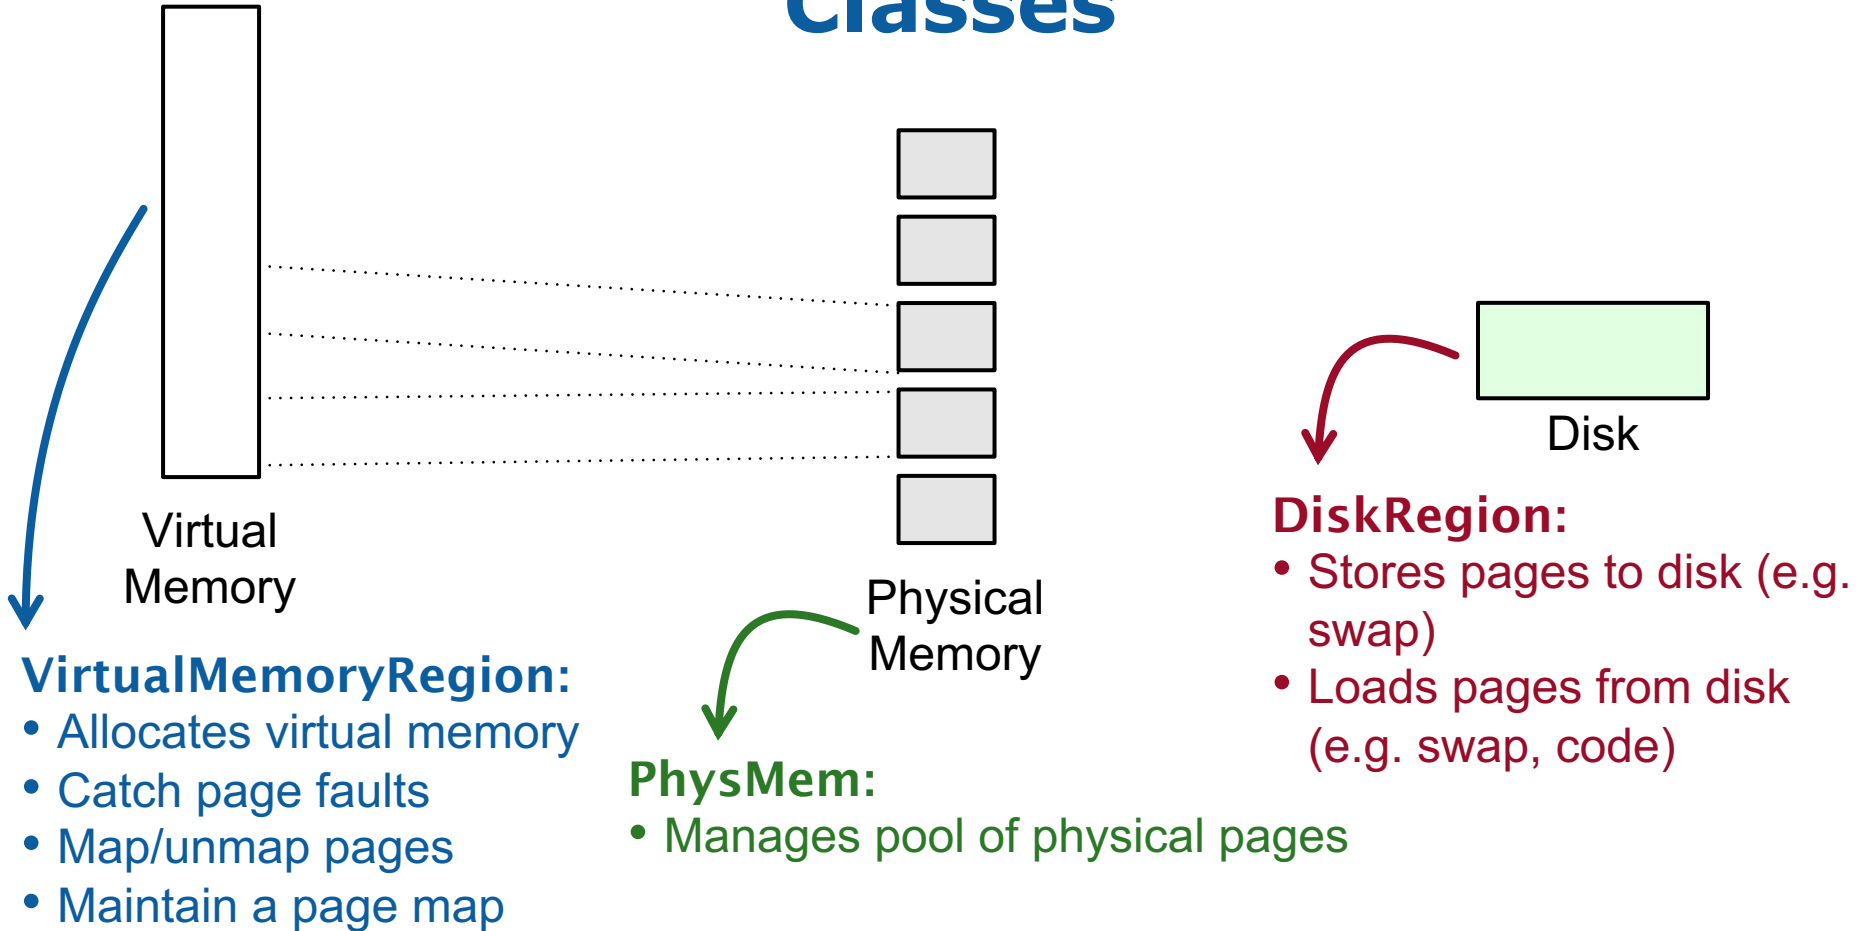 Classes
Virtual
Memory
Physical
Memory
Disk
VirtualMemoryRegion:
• Allocates virtual memory
• Catch page faults
• Map/unmap pages
• Maintain a page map
PhysMem:
• Manages pool of physical pages
DiskRegion:
• Stores pages to disk (e.g.
swap)
• Loads pages from disk
(e.g. swap, code)